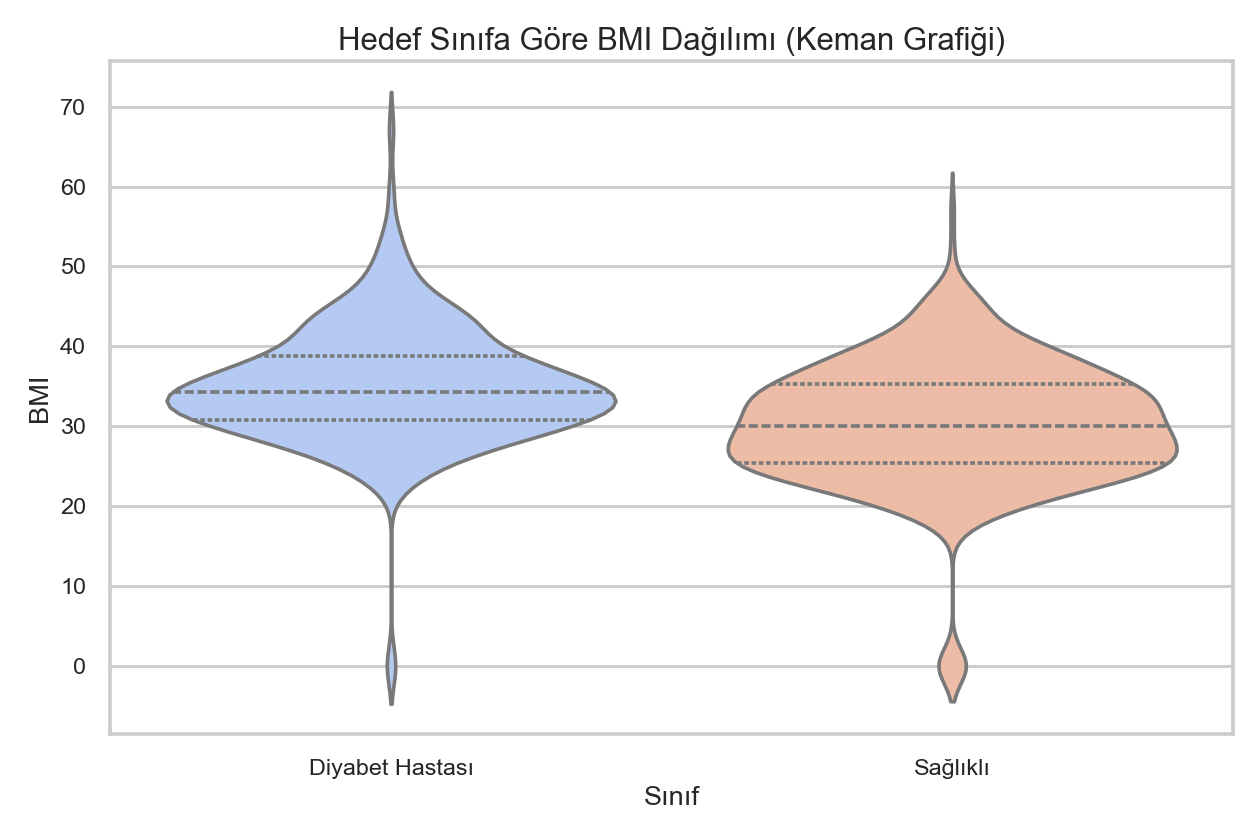 Hedef Sınıfa Göre BMI Dağılımı (Keman Grafiği)
BMI
70
60
50
40
30
20
10
0
Diyabet Hastası
Sağlıklı
Sınıf